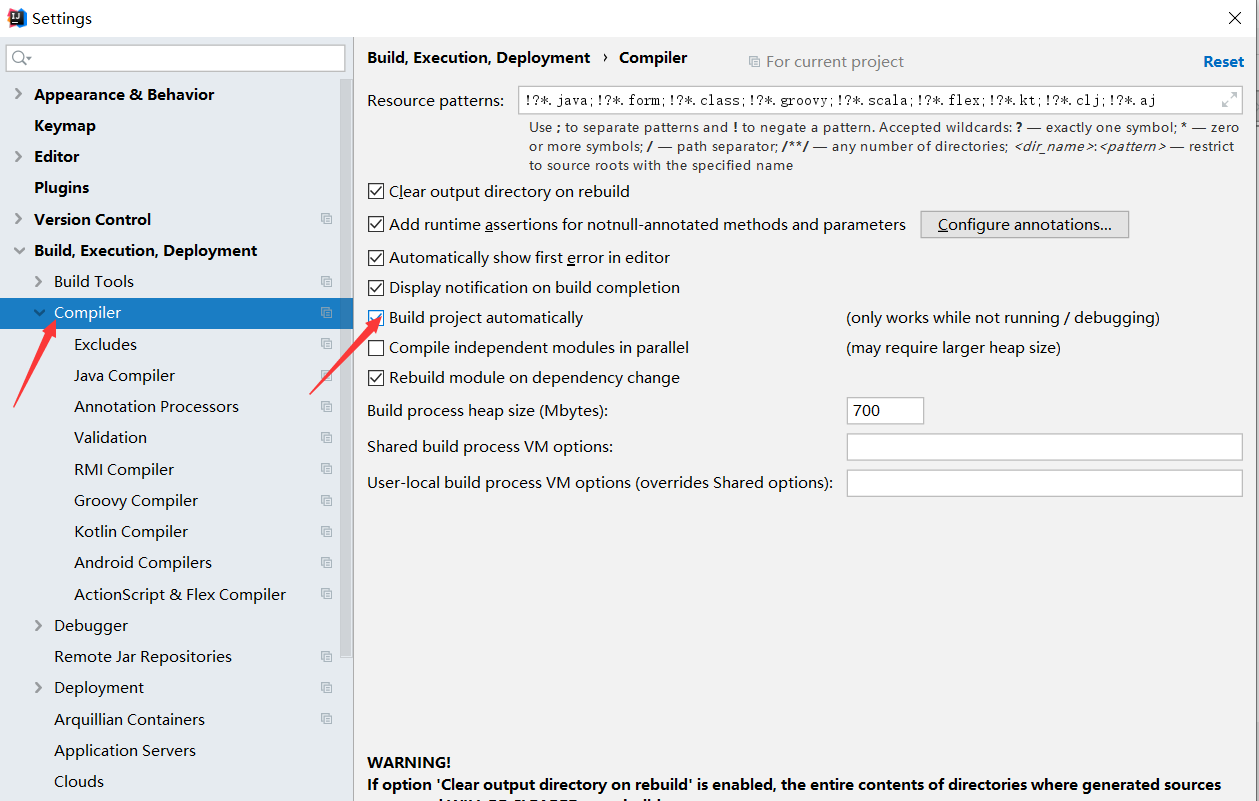 Settings
Appearance & Behavior
Keymap
Editor
Plugins
Version Control
Build, Execution, Deployment
Build Tools
Compiler
Excludes
Java Compiler
Annotation Processors
Validation
RMI Compiler
Groovy Compiler
Kotlin Compiler
Android Compilers
ActionScript & Flex Compiler
Debugger
Remote Jar Repositories
Deployment
Arquillian Containers
Application Servers
Clouds
Build, Execution, Deployment › Compiler For current project Reset
Resource patterns: !?*.java;!?*.form;!?*.class;!?*.groovy;!?*.scala;!?*.flex;!?*.kt;!?*.clj;!?*.aj
Use ; to separate patterns and ! to negate a pattern. Accepted wildcards: ? — exactly one symbol; * — zero
or more symbols; / — path separator; /**/ — any number of directories; <dir_name>:<pattern> — restrict
to source roots with the specified name
Clear output directory on rebuild
Add runtime assertions for notnull-annotated methods and parameters Configure annotations...
Automatically show first error in editor
Display notification on build completion
Build project automatically (only works while not running / debugging)
Compile independent modules in parallel (may require larger heap size)
Rebuild module on dependency change
Build process heap size (Mbytes): 700
Shared build process VM options:
User-local build process VM options (overrides Shared options):
WARNING!
If option 'Clear output directory on rebuild' is enabled, the entire contents of directories where generated sources